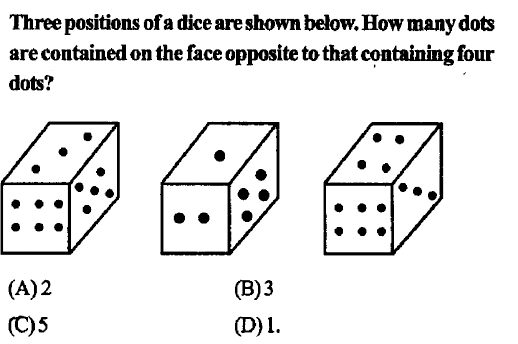 Three positions of a dice are shown below. How many dots
are contained on the face opposite to that containing four
dots?
(A) 2
(B) 3
(C) 5
(D) 1.